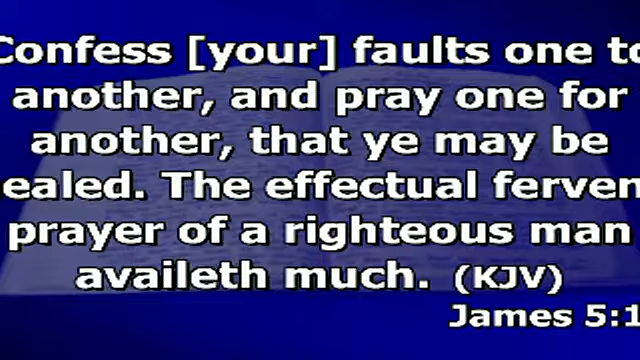 Confess [your] faults one to
another, and pray one for
another, that ye may be
ealed. The effectual ferven
prayer of a righteous man
availeth much. (KJV)
James 5:1